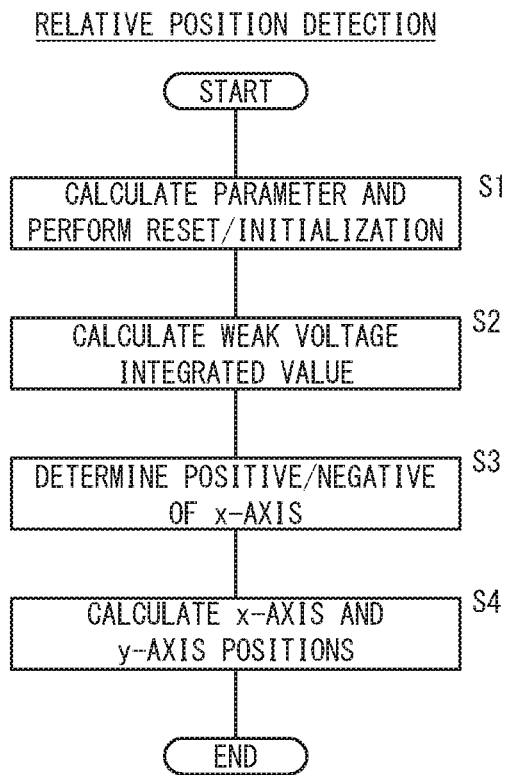 RELATIVE POSITION DETECTION
START
CALCULATE PARAMETER AND
PERFORM RESET/INITIALIZATION
S1
CALCULATE WEAK VOLTAGE
INTEGRATED VALUE
S2
DETERMINE POSITIVE/NEGATIVE
OF x-AXIS
S3
CALCULATE x-AXIS AND
y-AXIS POSITIONS
S4
END